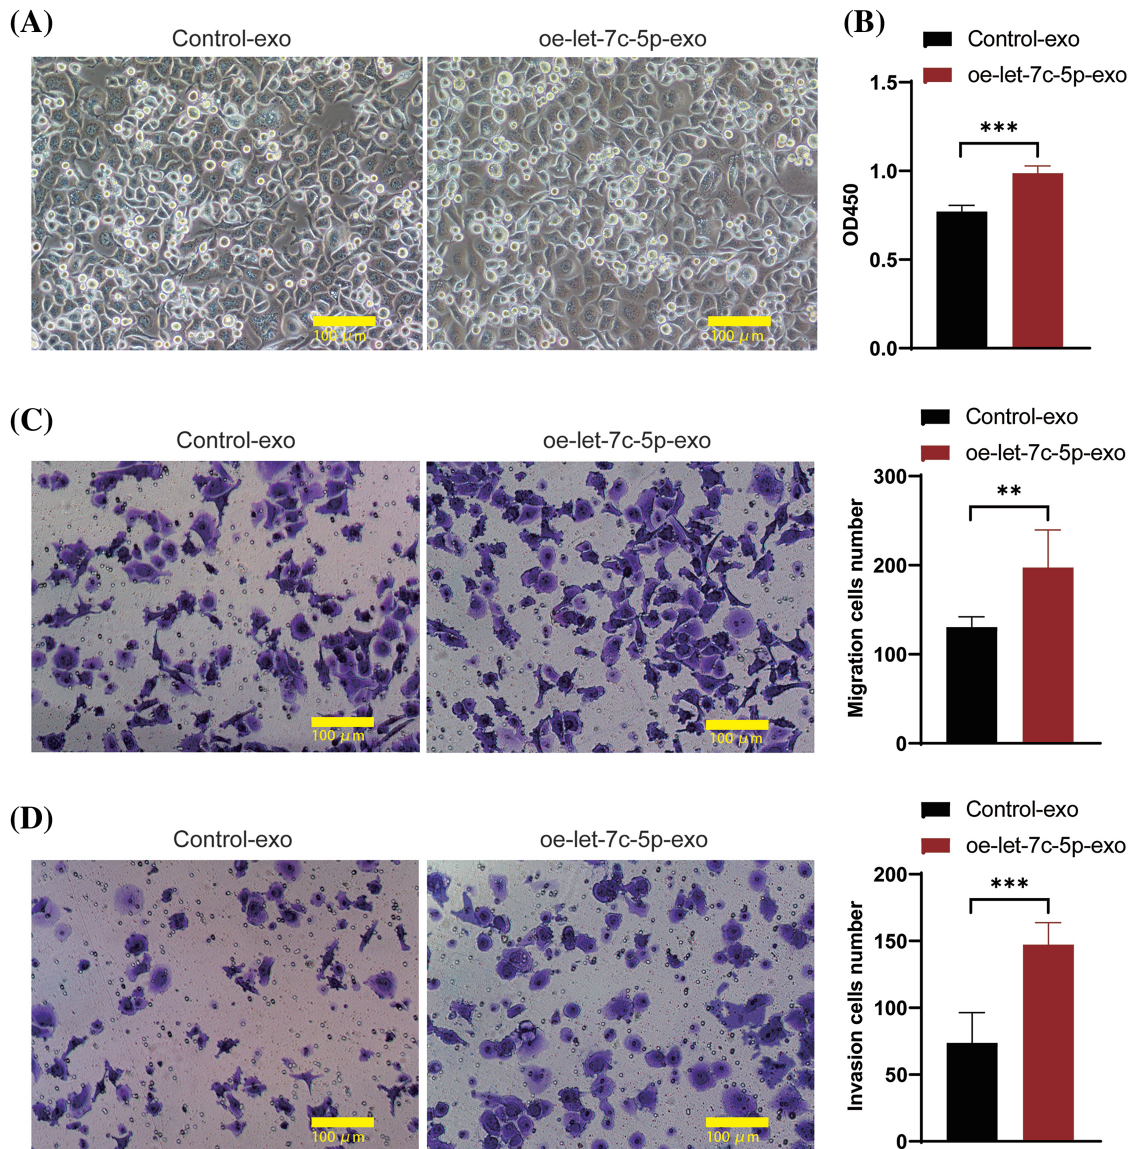 (A)
Control-exo
oe-let-7c-5p-exo
100 μm
100 μm
(B)
Control-exo
oe-let-7c-5p-exo
1.5
1.0
0.5
0.0
OD450
***
(C)
Control-exo
oe-let-7c-5p-exo
100 μm
100 μm
Control-exo
oe-let-7c-5p-exo
300
200
100
0
Migration cells number
**
(D)
Control-exo
oe-let-7c-5p-exo
100 μm
100 μm
Control-exo
oe-let-7c-5p-exo
200
150
100
50
0
Invasion cells number
***